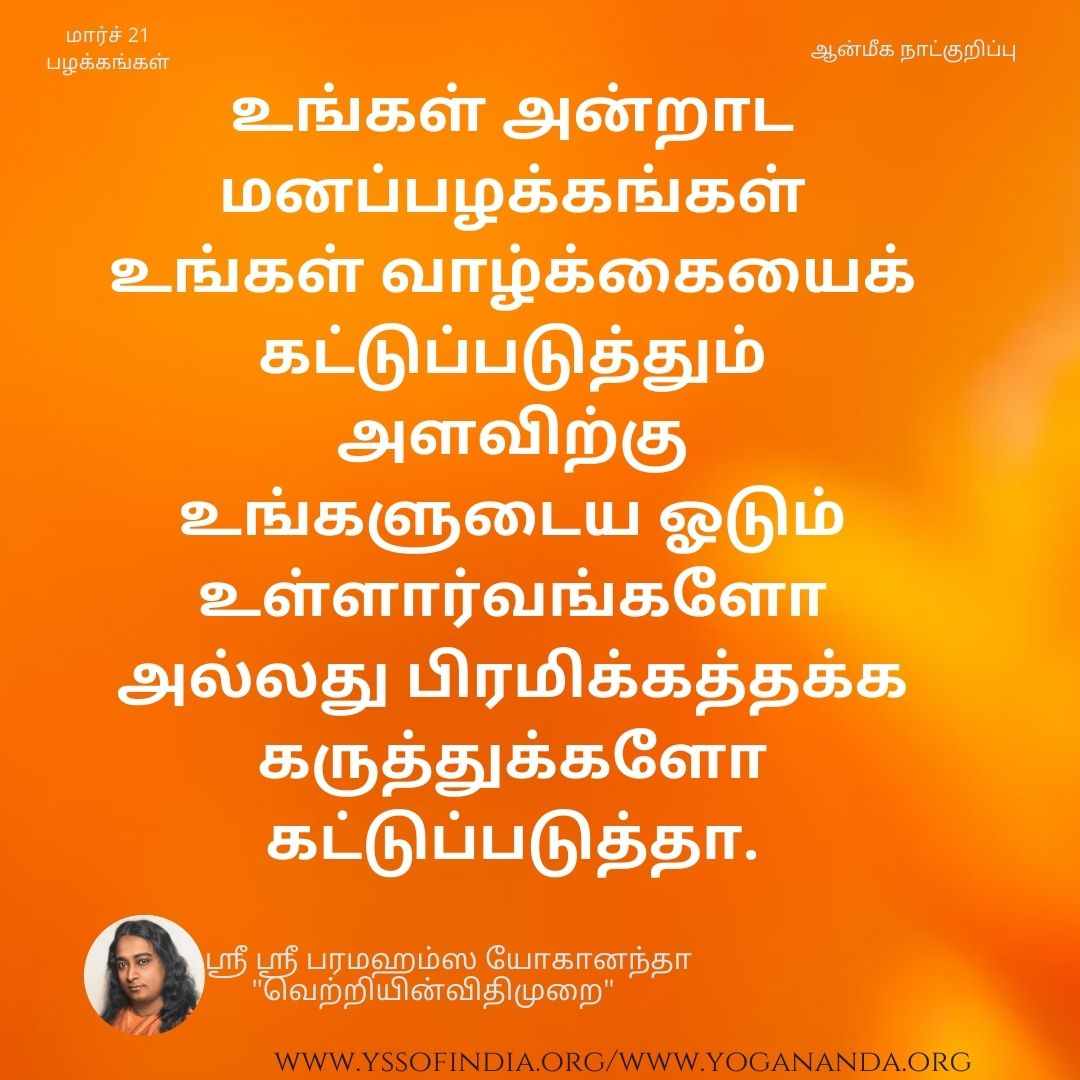 மார்ச் 21
பழக்கங்கள்
ஆன்மீக நாட்குறிப்பு
உங்கள் அன்றாட
மனப்பழக்கங்கள்
உங்கள் வாழ்க்கையைக்
கட்டுப்படுத்தும்
அளவிற்கு
உங்களுடைய ஓடும்
உள்ளார்வங்களோ
அல்லது பிரமிக்கத்தக்க
கருத்துக்களோ
கட்டுப்படுத்தா.
ஸ்ரீ ஸ்ரீ பரமஹம்ஸ யோகானந்தா
"வெற்றியின்விதிமுறை"
WWW.YSSOFINDIA.ORG/WWW.YOGANANDA.ORG